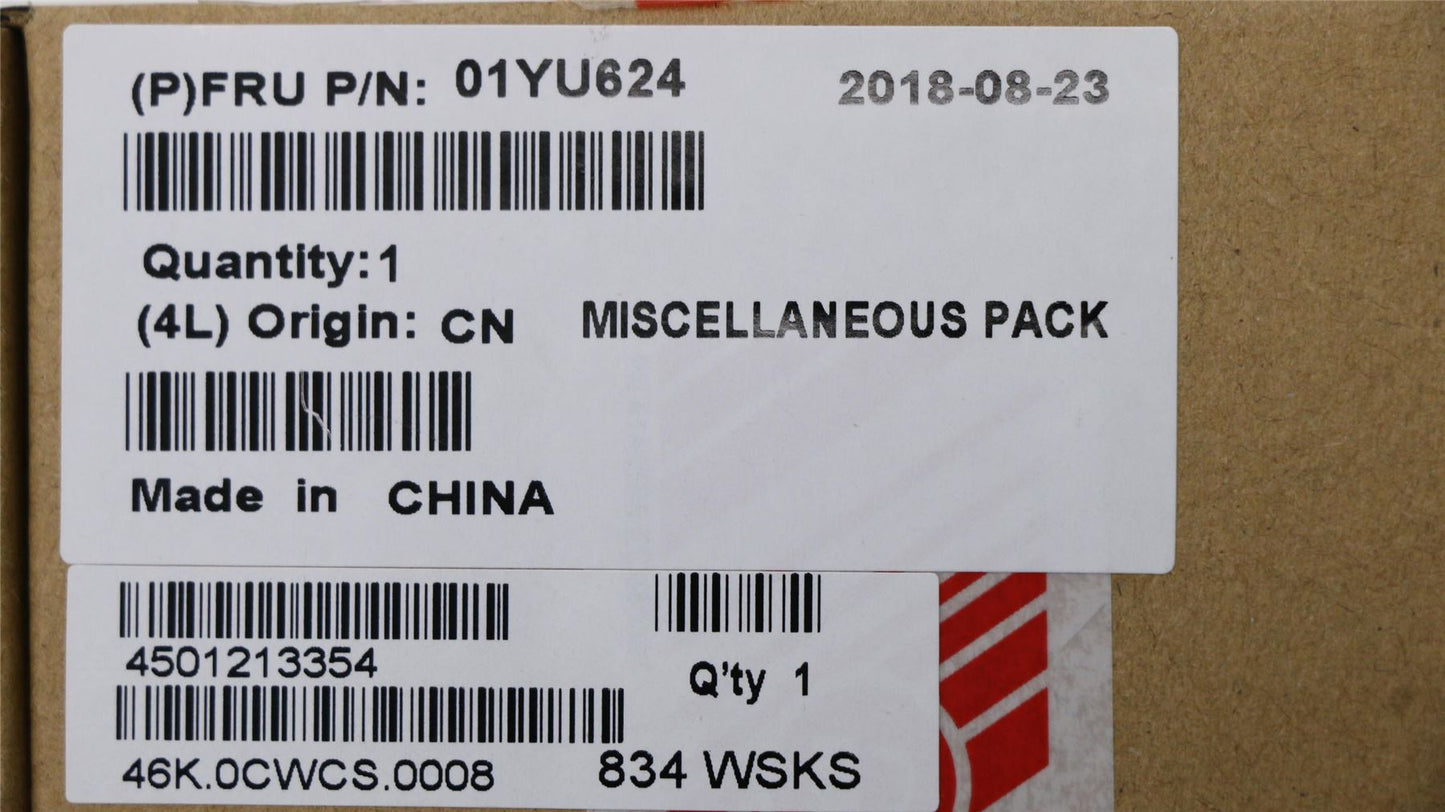 (P)FRU P/N: 01YU624 2018-08-23
Quantity:1
(4L) Origin: CN MISCELLANEOUS PACK
Made in CHINA
4501213354
Q'ty 1
46K.0CWCS.0008 834 WSKS